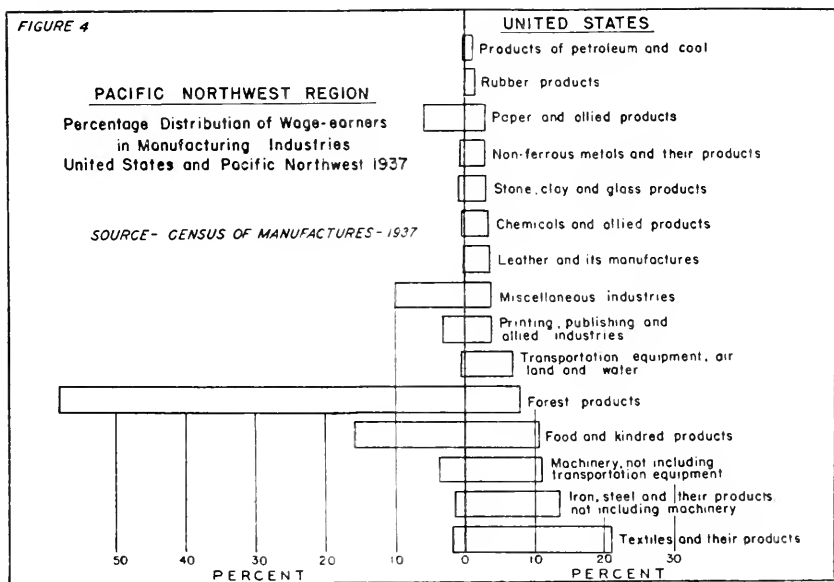 FIGURE 4
UNITED STATES
Products of petroleum and coal
Rubber products
PACIFIC NORTHWEST REGION
Paper and allied products
Percentage Distribution of Wage-earners
in Manufacturing Industries
United States and Pacific Northwest 1937
Non-ferrous metals and their products
Stone, clay and glass products
Chemicals and allied products
SOURCE- CENSUS OF MANUFACTURES-1937
Leather and its manufactures
Miscellaneous industries
Printing, publishing and
allied industries
Transportation equipment, air
land and water
Forest products
Food and kindred products
Machinery, not including
transportation equipment
Iron, steel and their products
not including machinery
Textiles and their products
50 40 30 20 10 0 10 20 30
PERCENT PERCENT